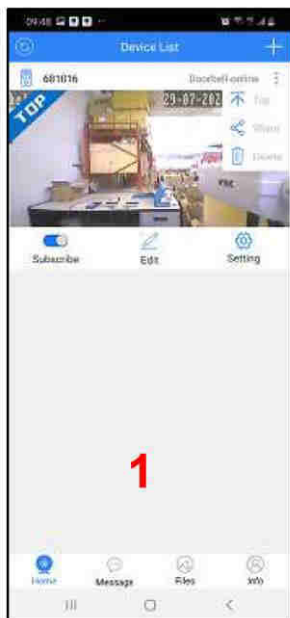 09:48
Device List
681016
Doorbell-online
TOP
29-07-202
Top
Share
Delete
Subscribe
Edit
Setting
1
Home
Message
Files
Info